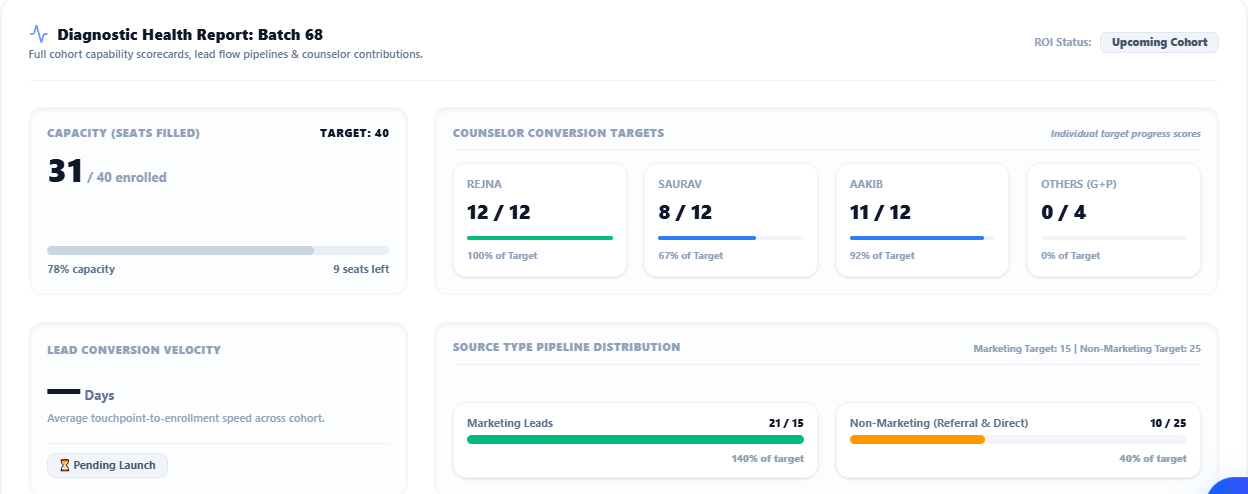 Diagnostic Health Report: Batch 68
Full cohort capability scorecards, lead flow pipelines & counselor contributions.
ROI Status: Upcoming Cohort
CAPACITY (SEATS FILLED) TARGET: 40
31 / 40 enrolled
78% capacity 9 seats left
COUNSELOR CONVERSION TARGETS Individual target progress scores
REJNA
12 / 12
100% of Target
SAURAV
8 / 12
67% of Target
AAKIB
11 / 12
92% of Target
OTHERS (G+P)
0 / 4
0% of Target
LEAD CONVERSION VELOCITY
— Days
Average touchpoint-to-enrollment speed across cohort.
⏳ Pending Launch
SOURCE TYPE PIPELINE DISTRIBUTION Marketing Target: 15 | Non-Marketing Target: 25
Marketing Leads 21 / 15
140% of target
Non-Marketing (Referral & Direct) 10 / 25
40% of target